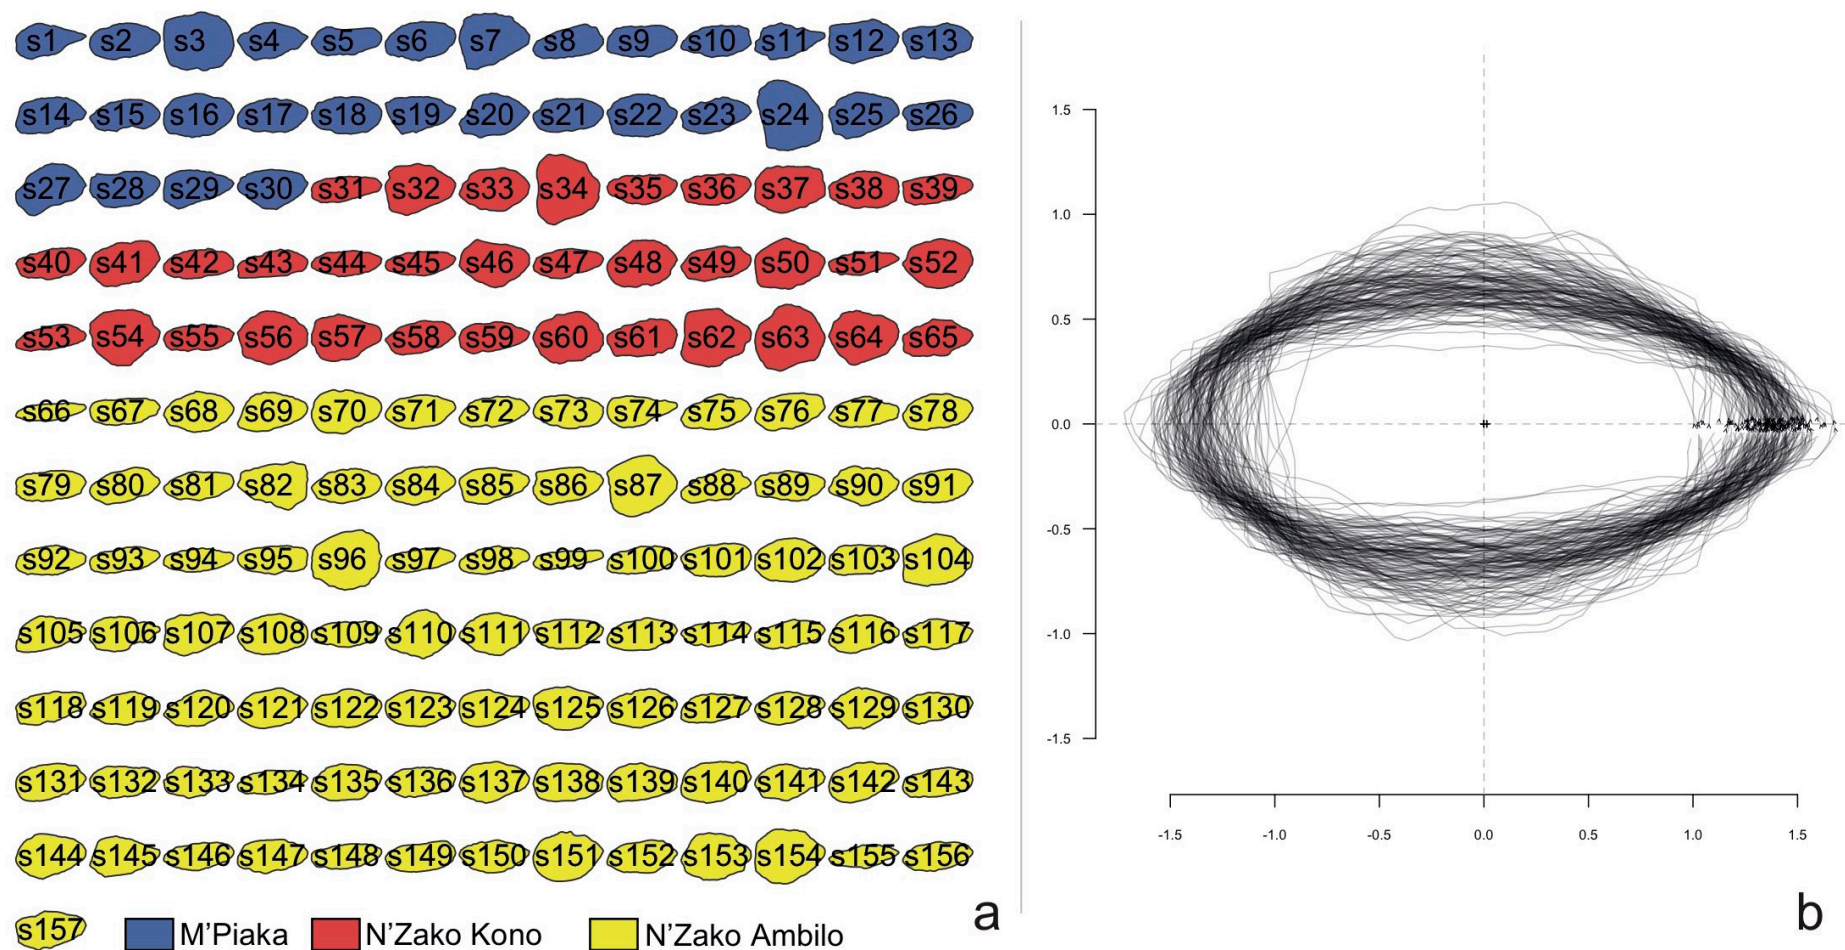 s1 s2 s3 s4 s5 s6 s7 s8 s9 s10 s11 s12 s13
s14 s15 s16 s17 s18 s19 s20 s21 s22 s23 s24 s25 s26
s27 s28 s29 s30 s31 s32 s33 s34 s35 s36 s37 s38 s39
s40 s41 s42 s43 s44 s45 s46 s47 s48 s49 s50 s51 s52
s53 s54 s55 s56 s57 s58 s59 s60 s61 s62 s63 s64 s65
s66 s67 s68 s69 s70 s71 s72 s73 s74 s75 s76 s77 s78
s79 s80 s81 s82 s83 s84 s85 s86 s87 s88 s89 s90 s91
s92 s93 s94 s95 s96 s97 s98 s99 s100 s101 s102 s103 s104
s105 s106 s107 s108 s109 s110 s111 s112 s113 s114 s115 s116 s117
s118 s119 s120 s121 s122 s123 s124 s125 s126 s127 s128 s129 s130
s131 s132 s133 s134 s135 s136 s137 s138 s139 s140 s141 s142 s143
s144 s145 s146 s147 s148 s149 s150 s151 s152 s153 s154 s155 s156
s157 M'Piaka N'Zako Kono N'Zako Ambilo
a
1.5
1.0
0.5
0.0
-0.5
-1.0
-1.5
-1.5 -1.0 -0.5 0.0 0.5 1.0 1.5
b